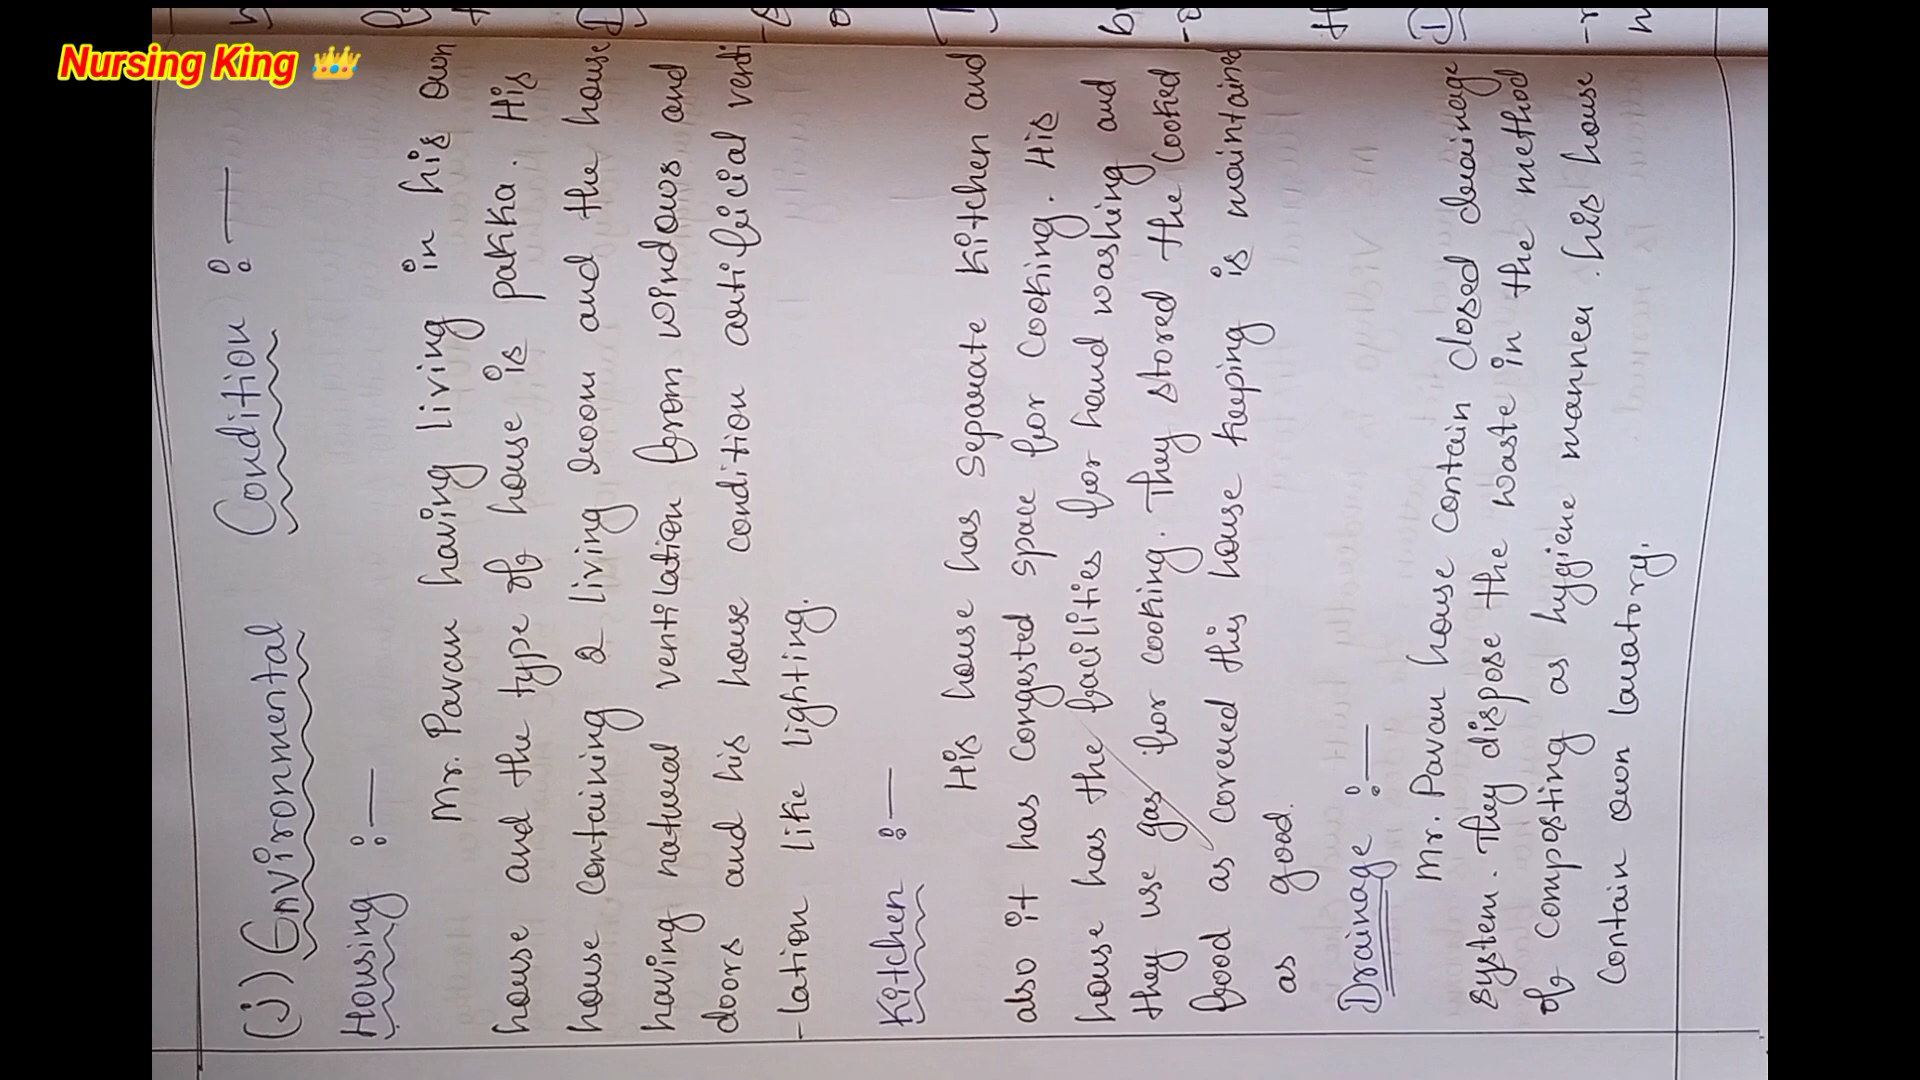 Nursing King
(j) Environmental Condition :-
Housing :-
Mr. Pavan having living in his own
house and the type of house is pakka. His
house containing 2 living room and the house
having natural ventilation from windows and
doors and his house condition artificial venti
-lation like lighting.
Kitchen :-
His house has separate kitchen and
also it has congested space for cooking. His
house has the facilities for hand washing and
they use gas for cooking. They stored the cooked
food as covered this house keeping is maintained
as good.
Drainage :-
Mr. Pavan house contain closed drainage
system. They dispose the waste in the method
of composting as hygiene manner. his house
contain own lavatory.